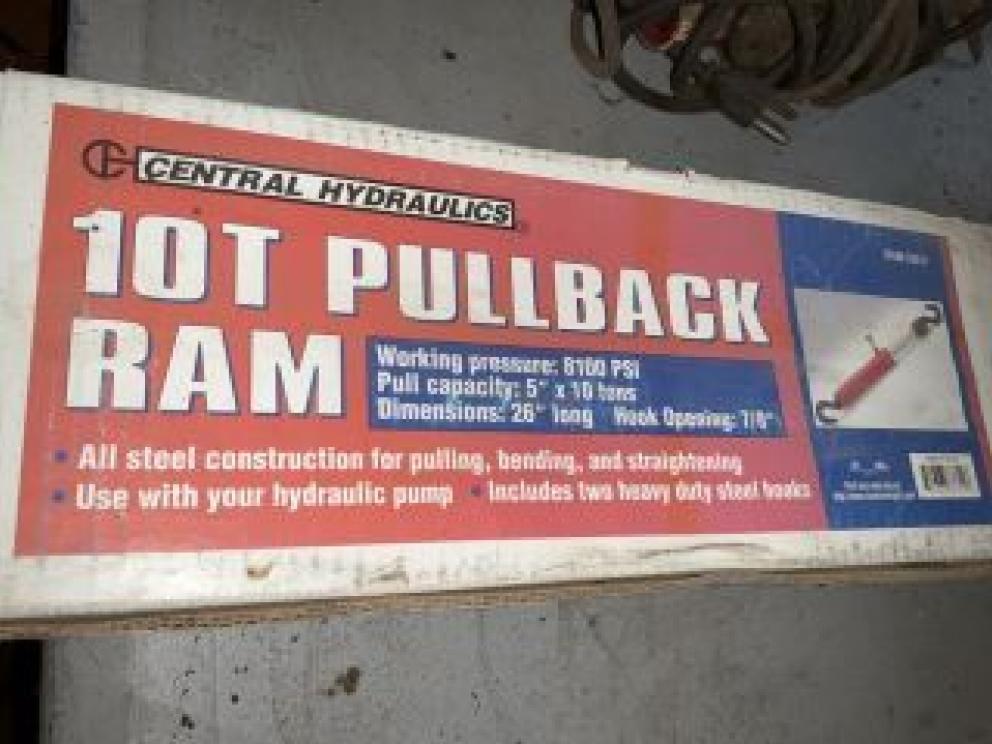 CENTRAL HYDRAULICS
10T PULLBACK
RAM
Working pressure: 8100 PSI
Pull capacity: 5" x 10 tons
Dimensions: 26" long Hook Opening: 7/8"
• All steel construction for pulling, bending, and straightening
• Use with your hydraulic pump • Includes two heavy duty steel hooks